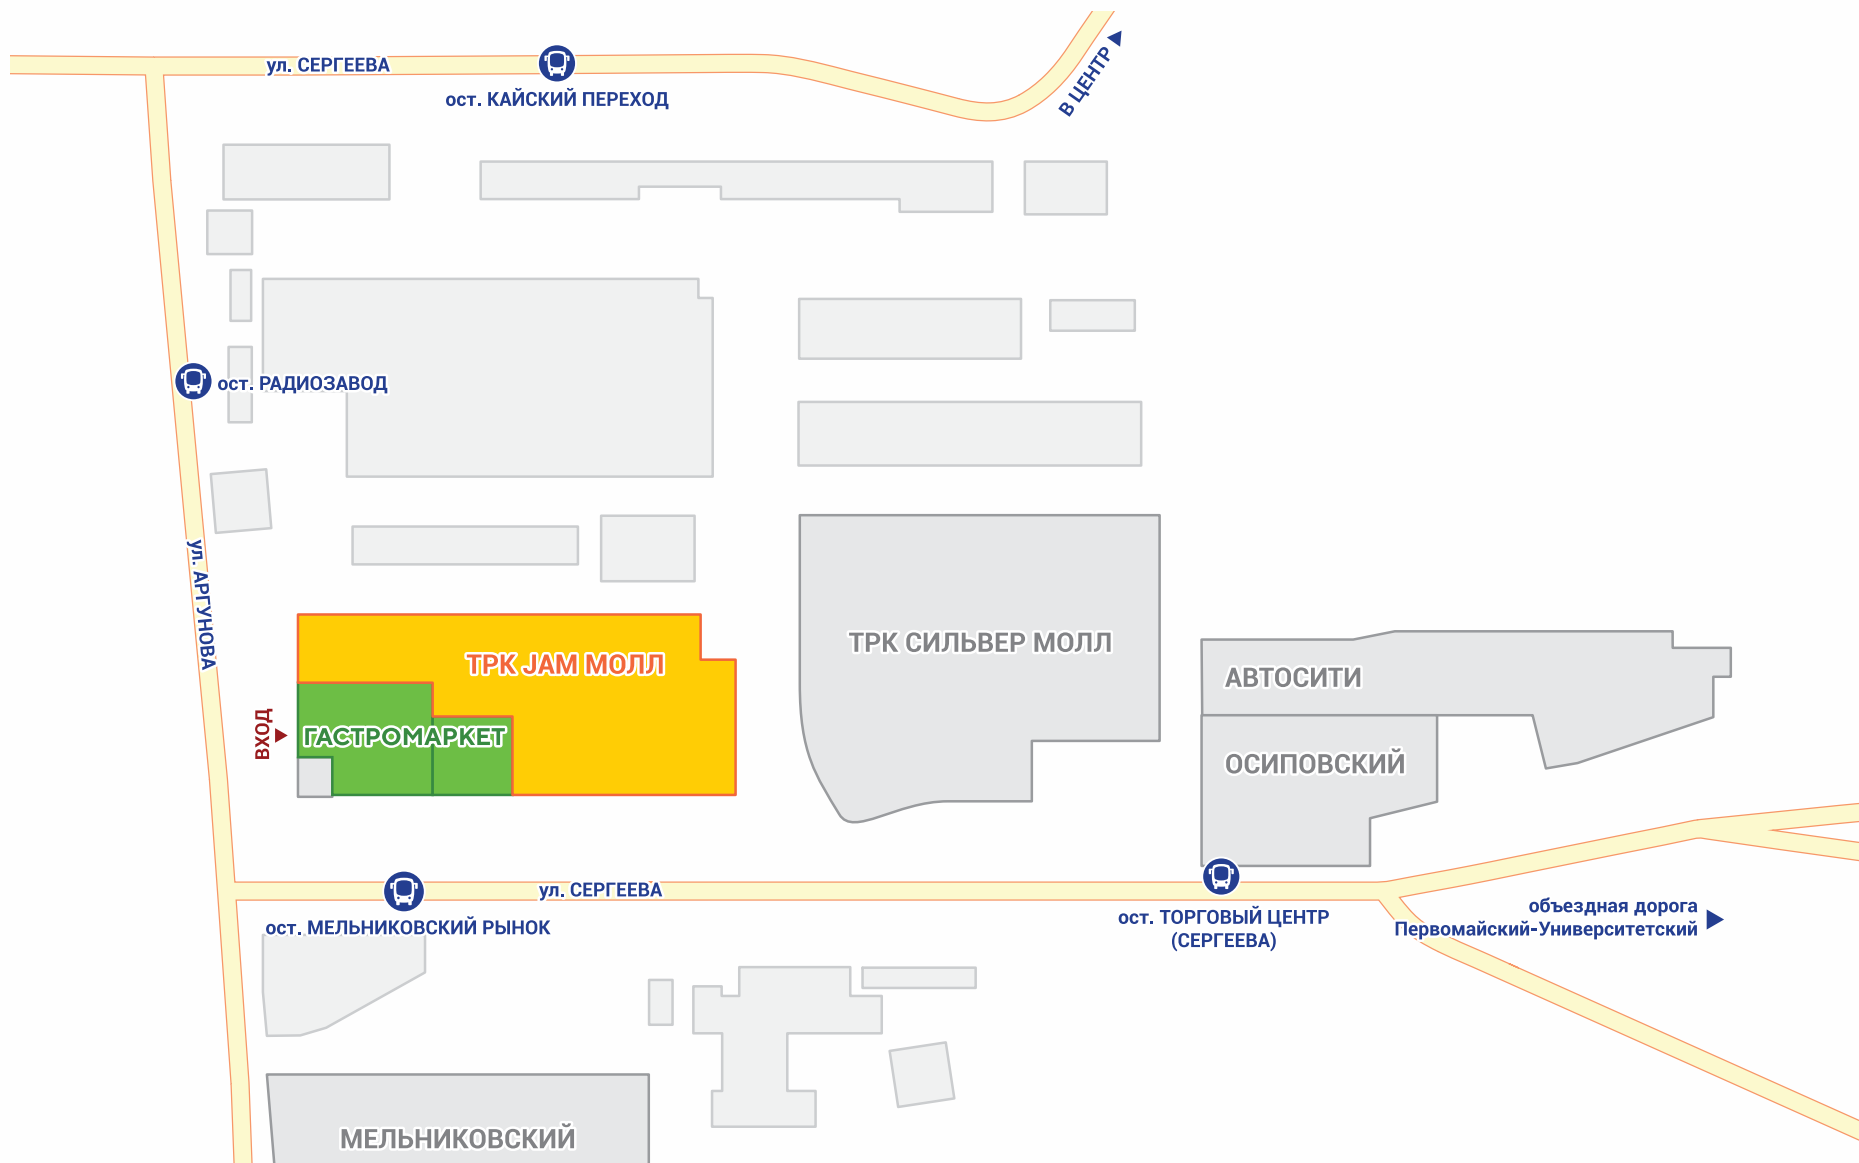 ул. СЕРГЕЕВА
ост. КАЙСКИЙ ПЕРЕХОД
В ЦЕНТР
ост. РАДИОЗАВОД
ул. АРГУНОВА
ТРК JAM МОЛЛ
ТРК СИЛЬВЕР МОЛЛ
АВТОСИТИ
ВХОД
ГАСТРОМАРКЕТ
ОСИПОВСКИЙ
ул. СЕРГЕЕВА
ост. МЕЛЬНИКОВСКИЙ РЫНОК
ост. ТОРГОВЫЙ ЦЕНТР
(СЕРГЕЕВА)
объездная дорога
Первомайский-Университетский
МЕЛЬНИКОВСКИЙ